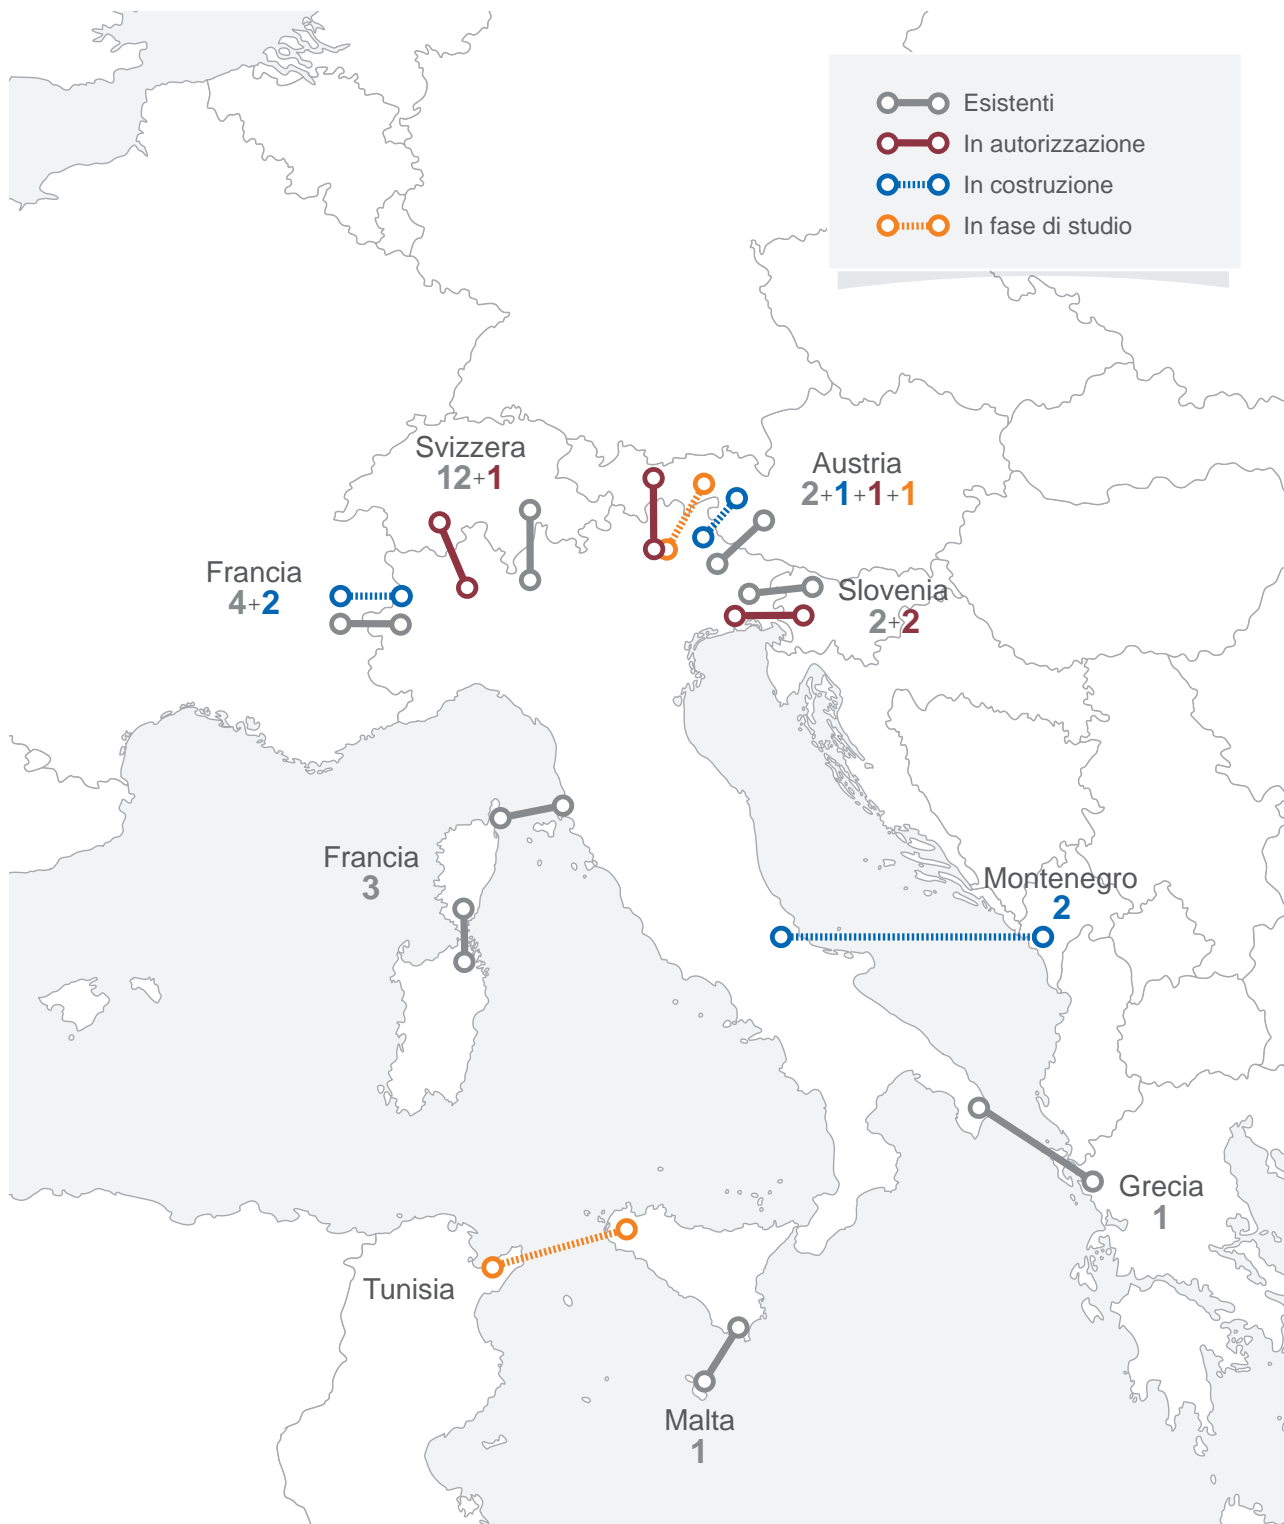 Esistenti
In autorizzazione
In costruzione
In fase di studio
Svizzera
12+1
Austria
2+1+1+1
Francia
4+2
Slovenia
2+2
Francia
3
Montenegro
2
Grecia
1
Tunisia
Malta
1